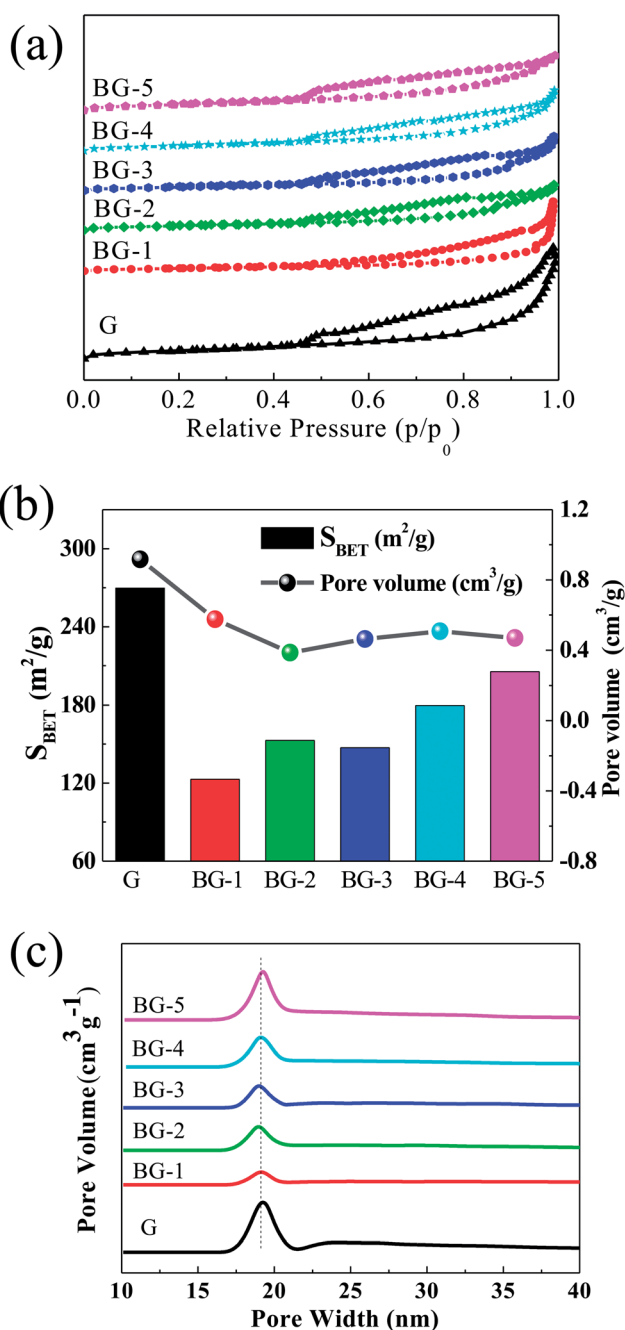 (a)
BG-5
BG-4
BG-3
BG-2
BG-1
G
0.0 0.2 0.4 0.6 0.8 1.0
Relative Pressure (p/p₀)
(b)
S_BET (m²/g)
Pore volume (cm³/g)
300
240
180
120
60
S_BET (m²/g)
1.2
0.8
0.4
0.0
-0.4
-0.8
Pore volume (cm³/g)
G BG-1 BG-2 BG-3 BG-4 BG-5
(c)
Pore Volume (cm³g⁻¹)
BG-5
BG-4
BG-3
BG-2
BG-1
G
10 15 20 25 30 35 40
Pore Width (nm)